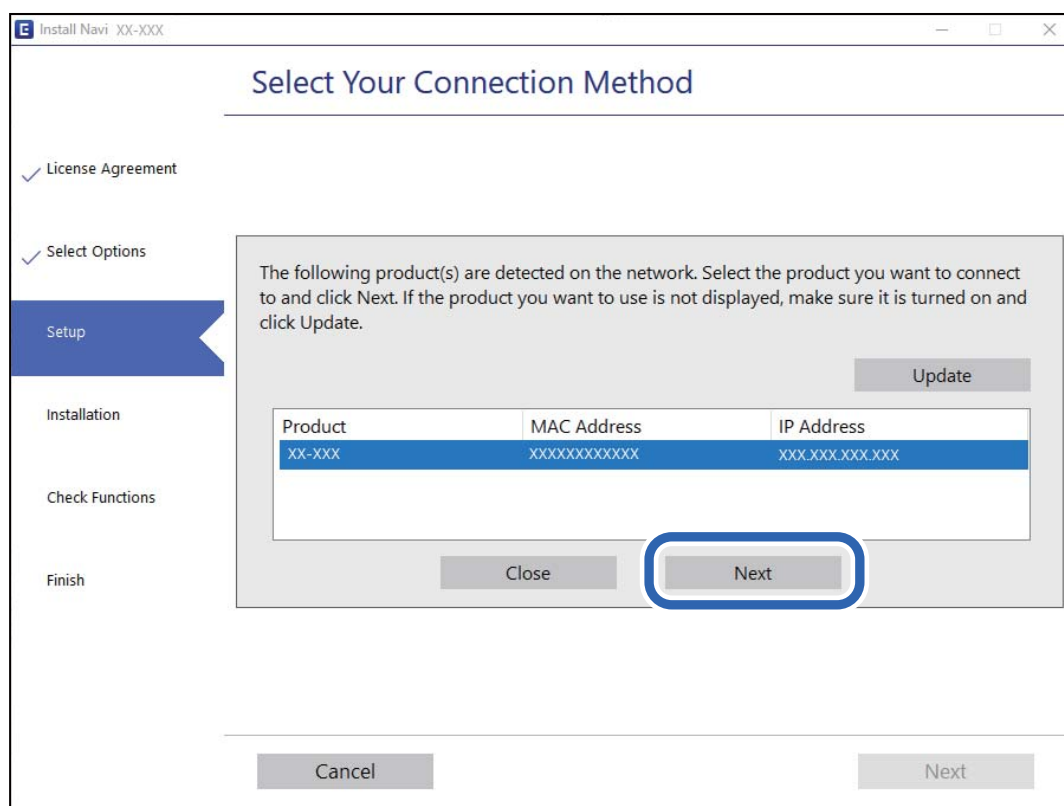 E Install Navi XX-XXX
Select Your Connection Method
License Agreement
Select Options
Setup
Installation
Check Functions
Finish
The following product(s) are detected on the network. Select the product you want to connect
to and click Next. If the product you want to use is not displayed, make sure it is turned on and
click Update.
Update
Product MAC Address IP Address
XX-XXX XXXXXXXXXXXX XXX.XXX.XXX.XXX
Close Next
Cancel Next